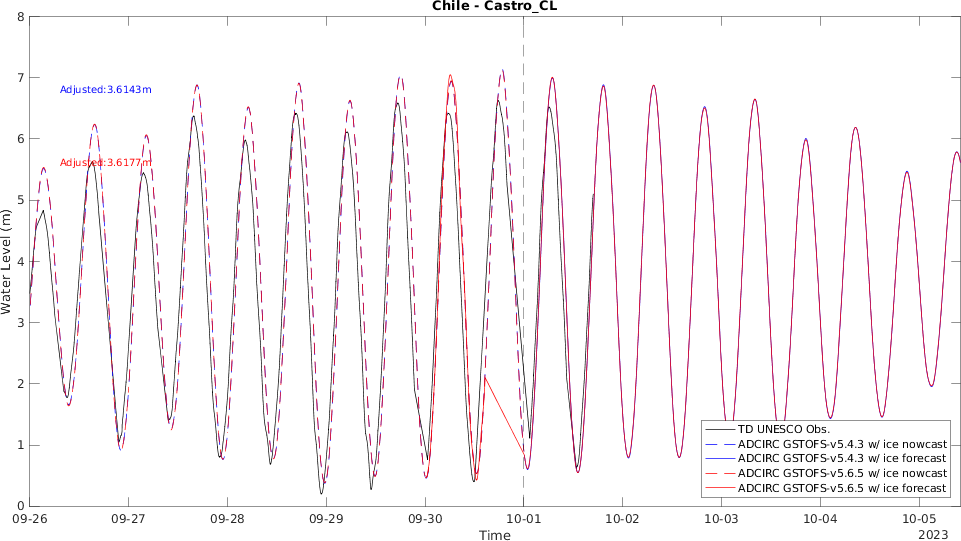 Chile - Castro_CL
8
7
6
5
4
3
2
1
0
Water Level (m)
Adjusted:3.6143m
Adjusted:3.6177m
TD UNESCO Obs.
ADCIRC GSTOFS-v5.4.3 w/ ice nowcast
ADCIRC GSTOFS-v5.4.3 w/ ice forecast
ADCIRC GSTOFS-v5.6.5 w/ ice nowcast
ADCIRC GSTOFS-v5.6.5 w/ ice forecast
09-26 09-27 09-28 09-29 09-30 10-01 10-02 10-03 10-04 10-05
Time
2023